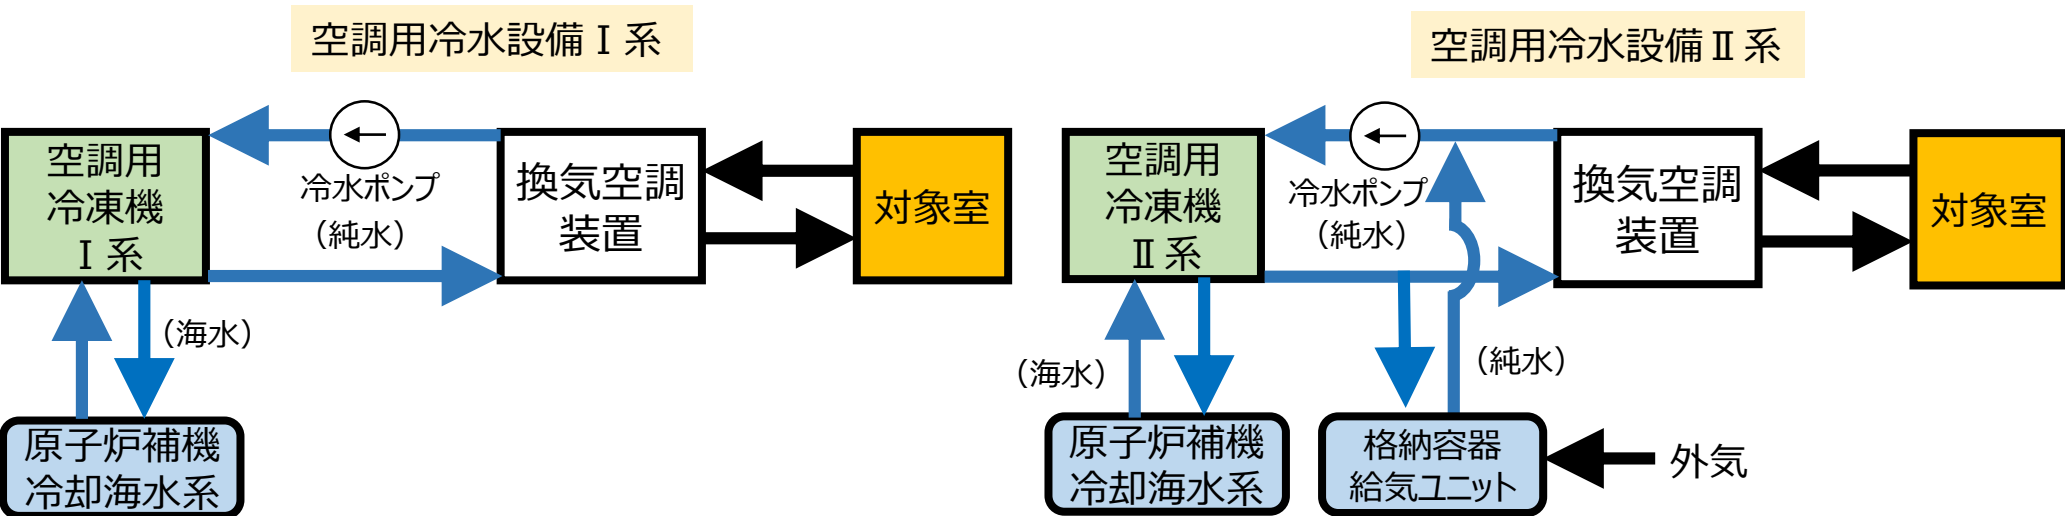 空調用冷水設備Ⅰ系
空調用
冷凍機
Ⅰ系
冷水ポンプ
（純水）
換気空調
装置
対象室
（海水）
原子炉補機
冷却海水系
空調用冷水設備Ⅱ系
空調用
冷凍機
Ⅱ系
冷水ポンプ
（純水）
換気空調
装置
対象室
（海水）
（純水）
原子炉補機
冷却海水系
格納容器
給気ユニット
外気